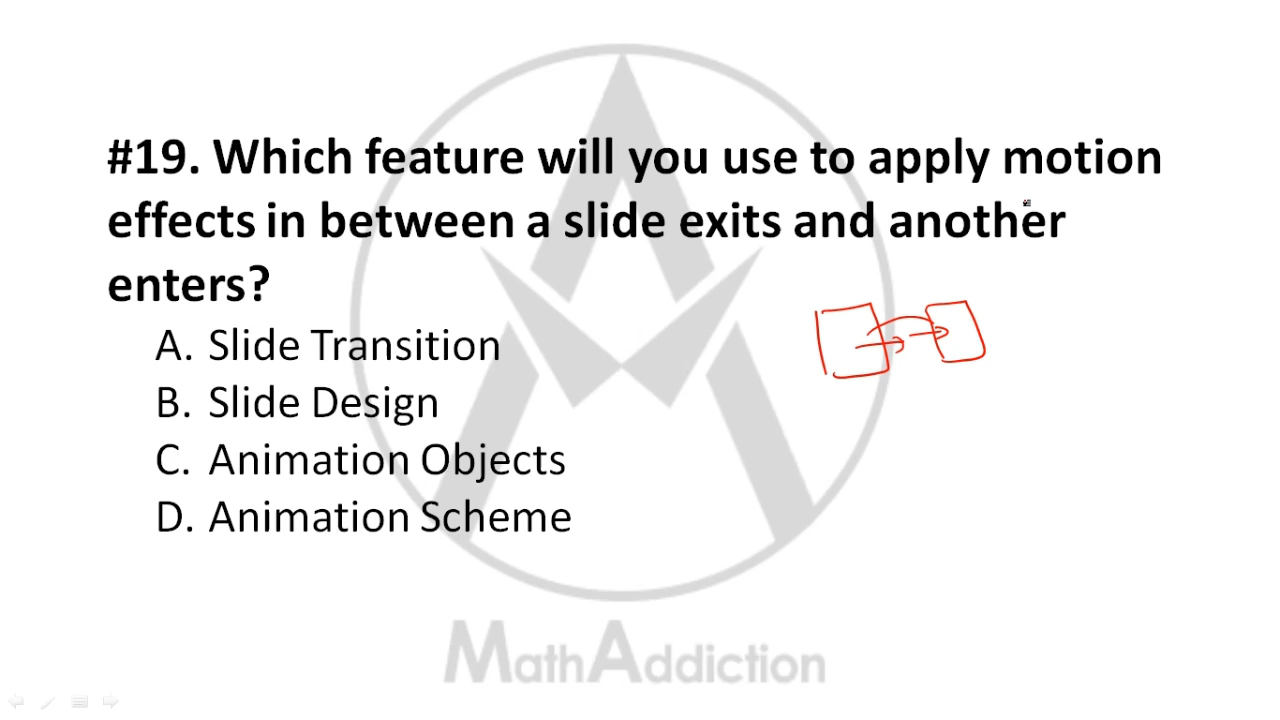 #19. Which feature will you use to apply motion
effects in between a slide exits and another
enters?
A. Slide Transition
B. Slide Design
C. Animation Objects
D. Animation Scheme
MathAddiction